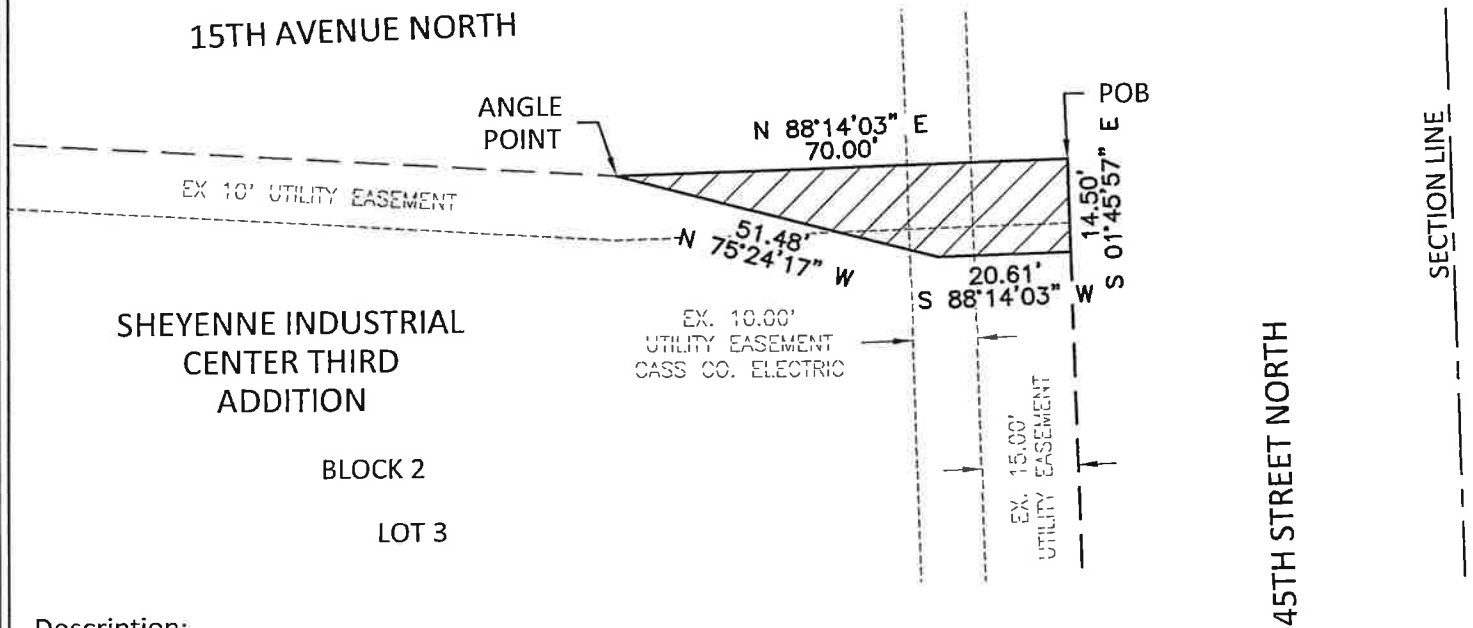 15TH AVENUE NORTH
ANGLE
POINT
N 88°14'03" E
70.00'
POB
EX 10' UTILITY EASEMENT
14.50'
S 01°45'57" E
SECTION LINE
51.48'
N 75°24'17" W
20.61'
S 88°14'03" W
SHEYENNE INDUSTRIAL
CENTER THIRD
ADDITION
EX. 10.00'
UTILITY EASEMENT
CASS CO. ELECTRIC
EX. 15.00'
UTILITY EASEMENT
45TH STREET NORTH
BLOCK 2
LOT 3
Description: